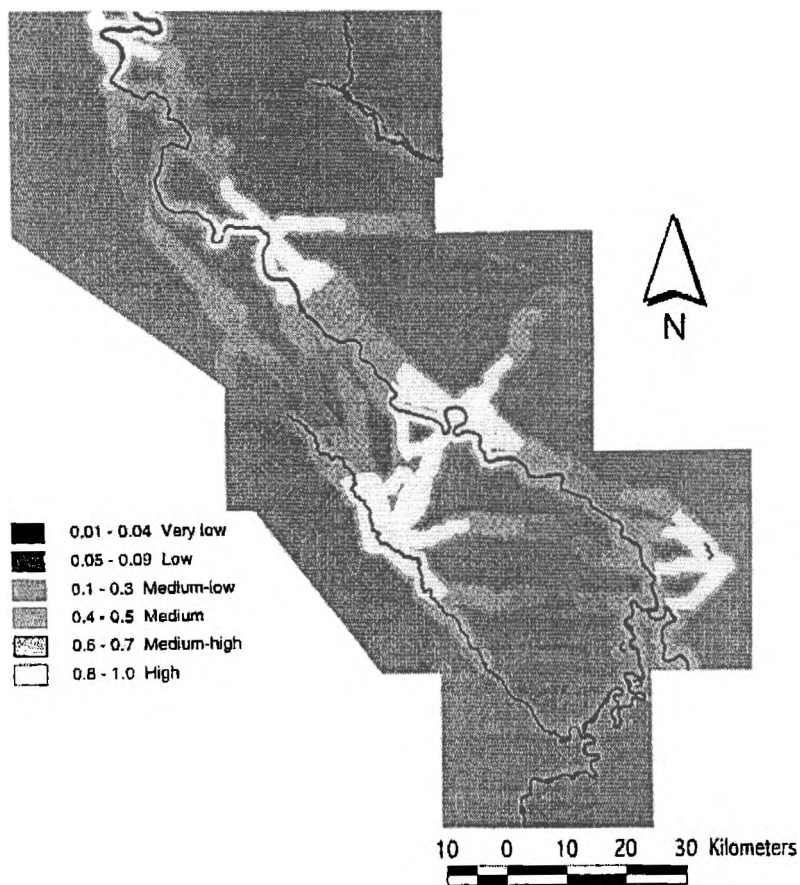 N
0.01 - 0.04 Very low
0.05 - 0.09 Low
0.1 - 0.3 Medium-low
0.4 - 0.5 Medium
0.6 - 0.7 Medium-high
0.8 - 1.0 High
10 0 10 20 30 Kilometers